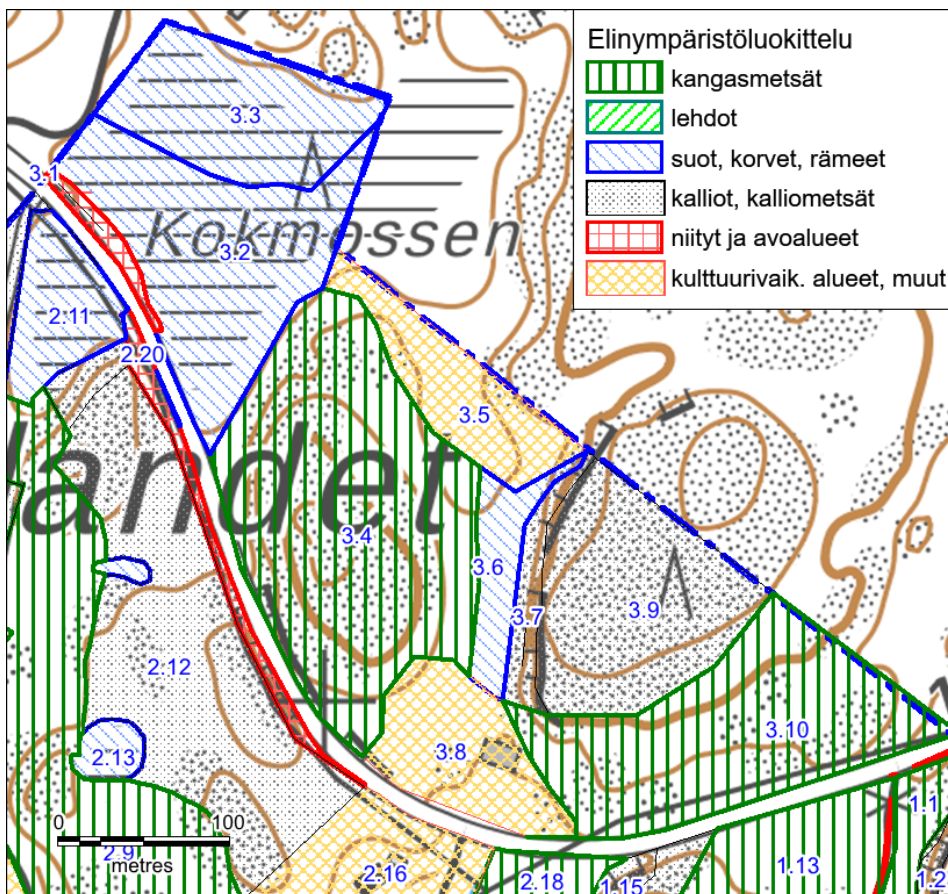 Elinympäristöluokittelu
kangasmetsät
lehdot
suot, korvet, rämeet
kalliot, kalliometsät
niityt ja avoalueet
kulttuurivaik. alueet, muut
3.3
3.1
Kokmossen
3.2
2.11
2.20
3.5
landet
3.4
3.6
3.7
3.9
2.12
3.10
2.13
3.8
1.1
0 100
metres
2.9
2.16
2.18
1.15
1.13
1.2